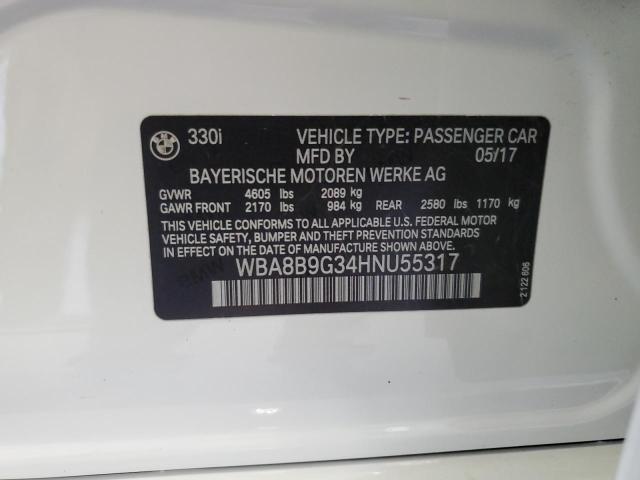 BMW
330i VEHICLE TYPE: PASSENGER CAR
MFD BY 05/17
BAYERISCHE MOTOREN WERKE AG
GVWR 4605 lbs 2089 kg
GAWR FRONT 2170 lbs 984 kg REAR 2580 lbs 1170 kg
THIS VEHICLE CONFORMS TO ALL APPLICABLE U.S. FEDERAL MOTOR
VEHICLE SAFETY, BUMPER AND THEFT PREVENTION STANDARDS
IN EFFECT ON THE DATE OF MANUFACTURE SHOWN ABOVE.
WBA8B9G34HNU55317
2 122 606